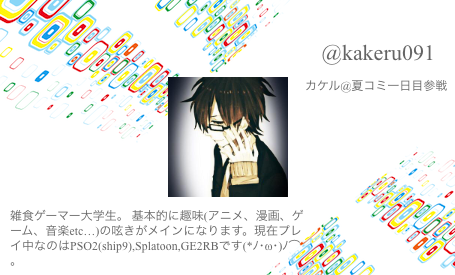 @kakeru091
カケル@夏コミ一日目参戦
雑食ゲーマー大学生。 基本的に趣味(アニメ、漫画、ゲ
ーム、音楽etc…)の呟きがメインになります。現在プレ
イ中なのはPSO2(ship9),Splatoon,GE2RBです(*ﾉ･ω･)ﾉ⌒
。